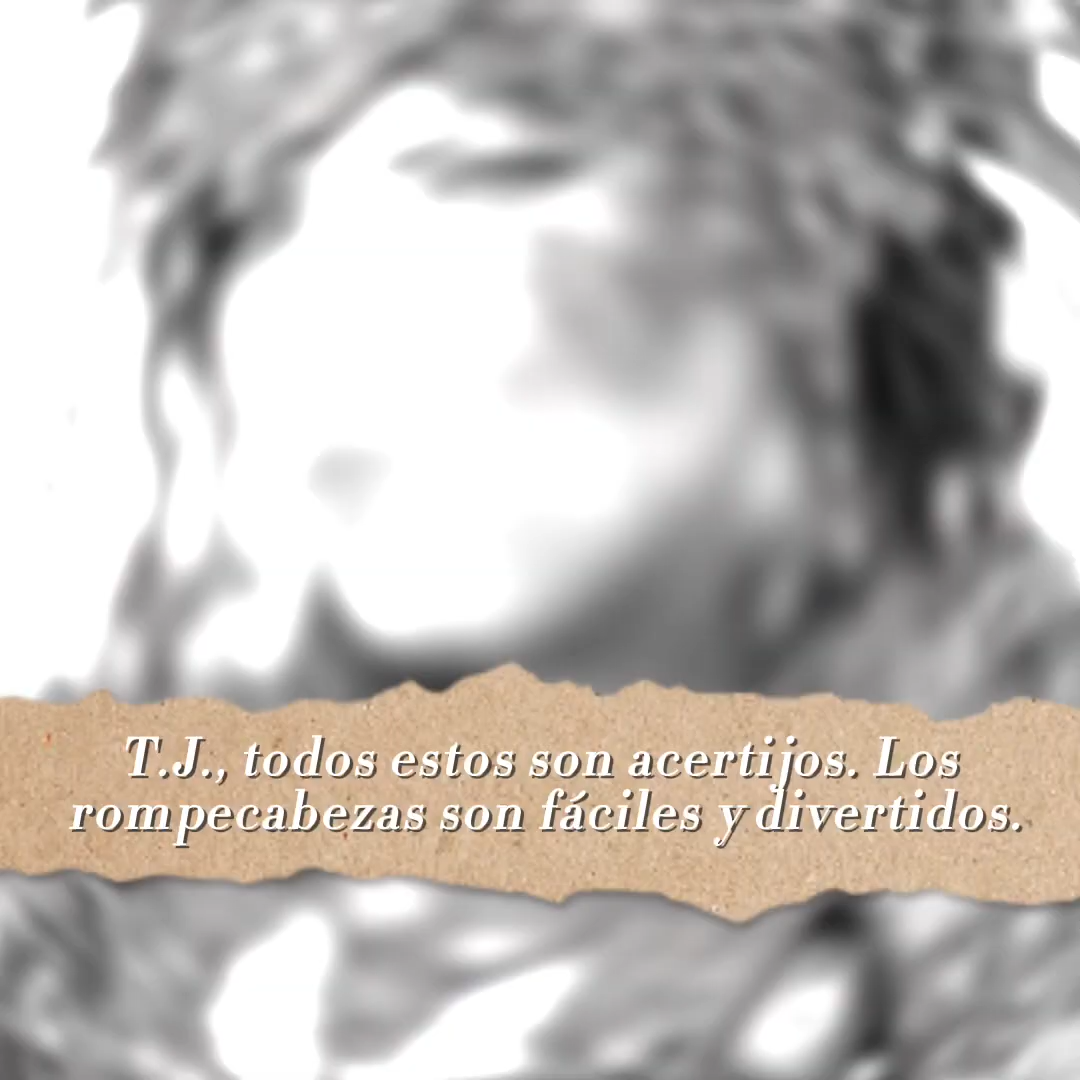 T.J., todos estos son acertijos. Los
rompecabezas son fáciles y divertidos.